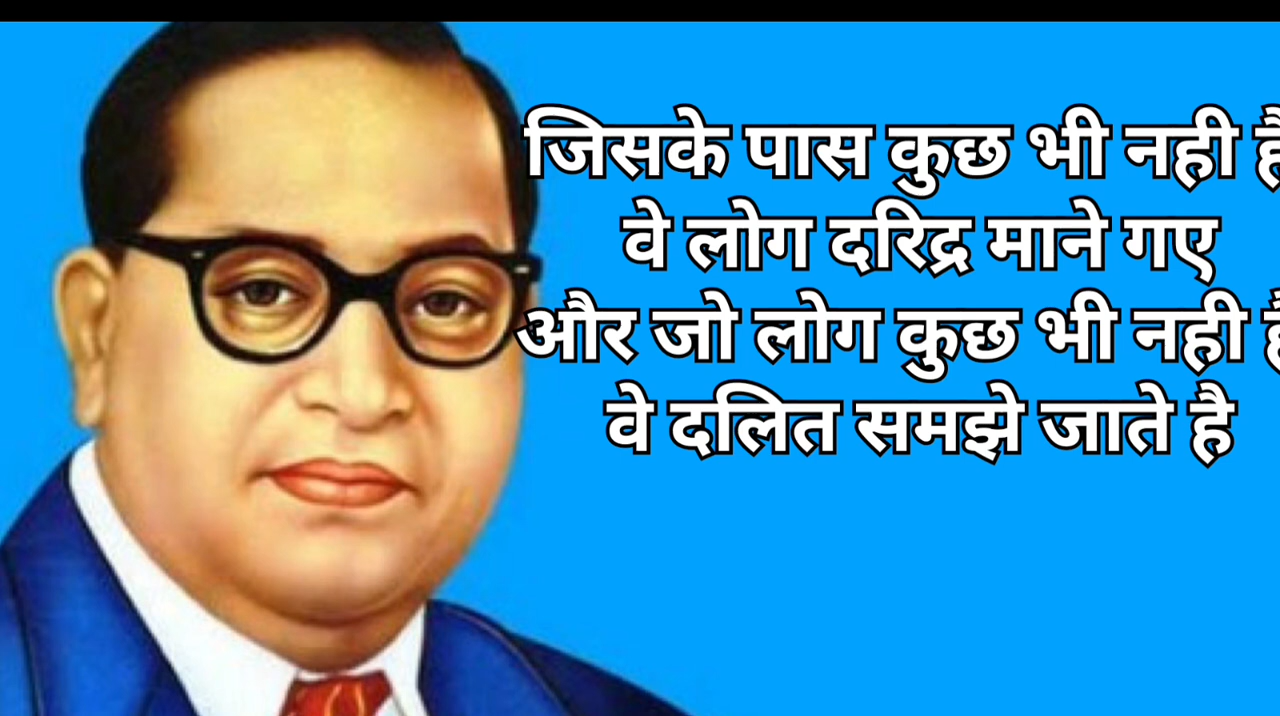 जिसके पास कुछ भी नही है
वे लोग दरिद्र माने गए
और जो लोग कुछ भी नही है
वे दलित समझे जाते है